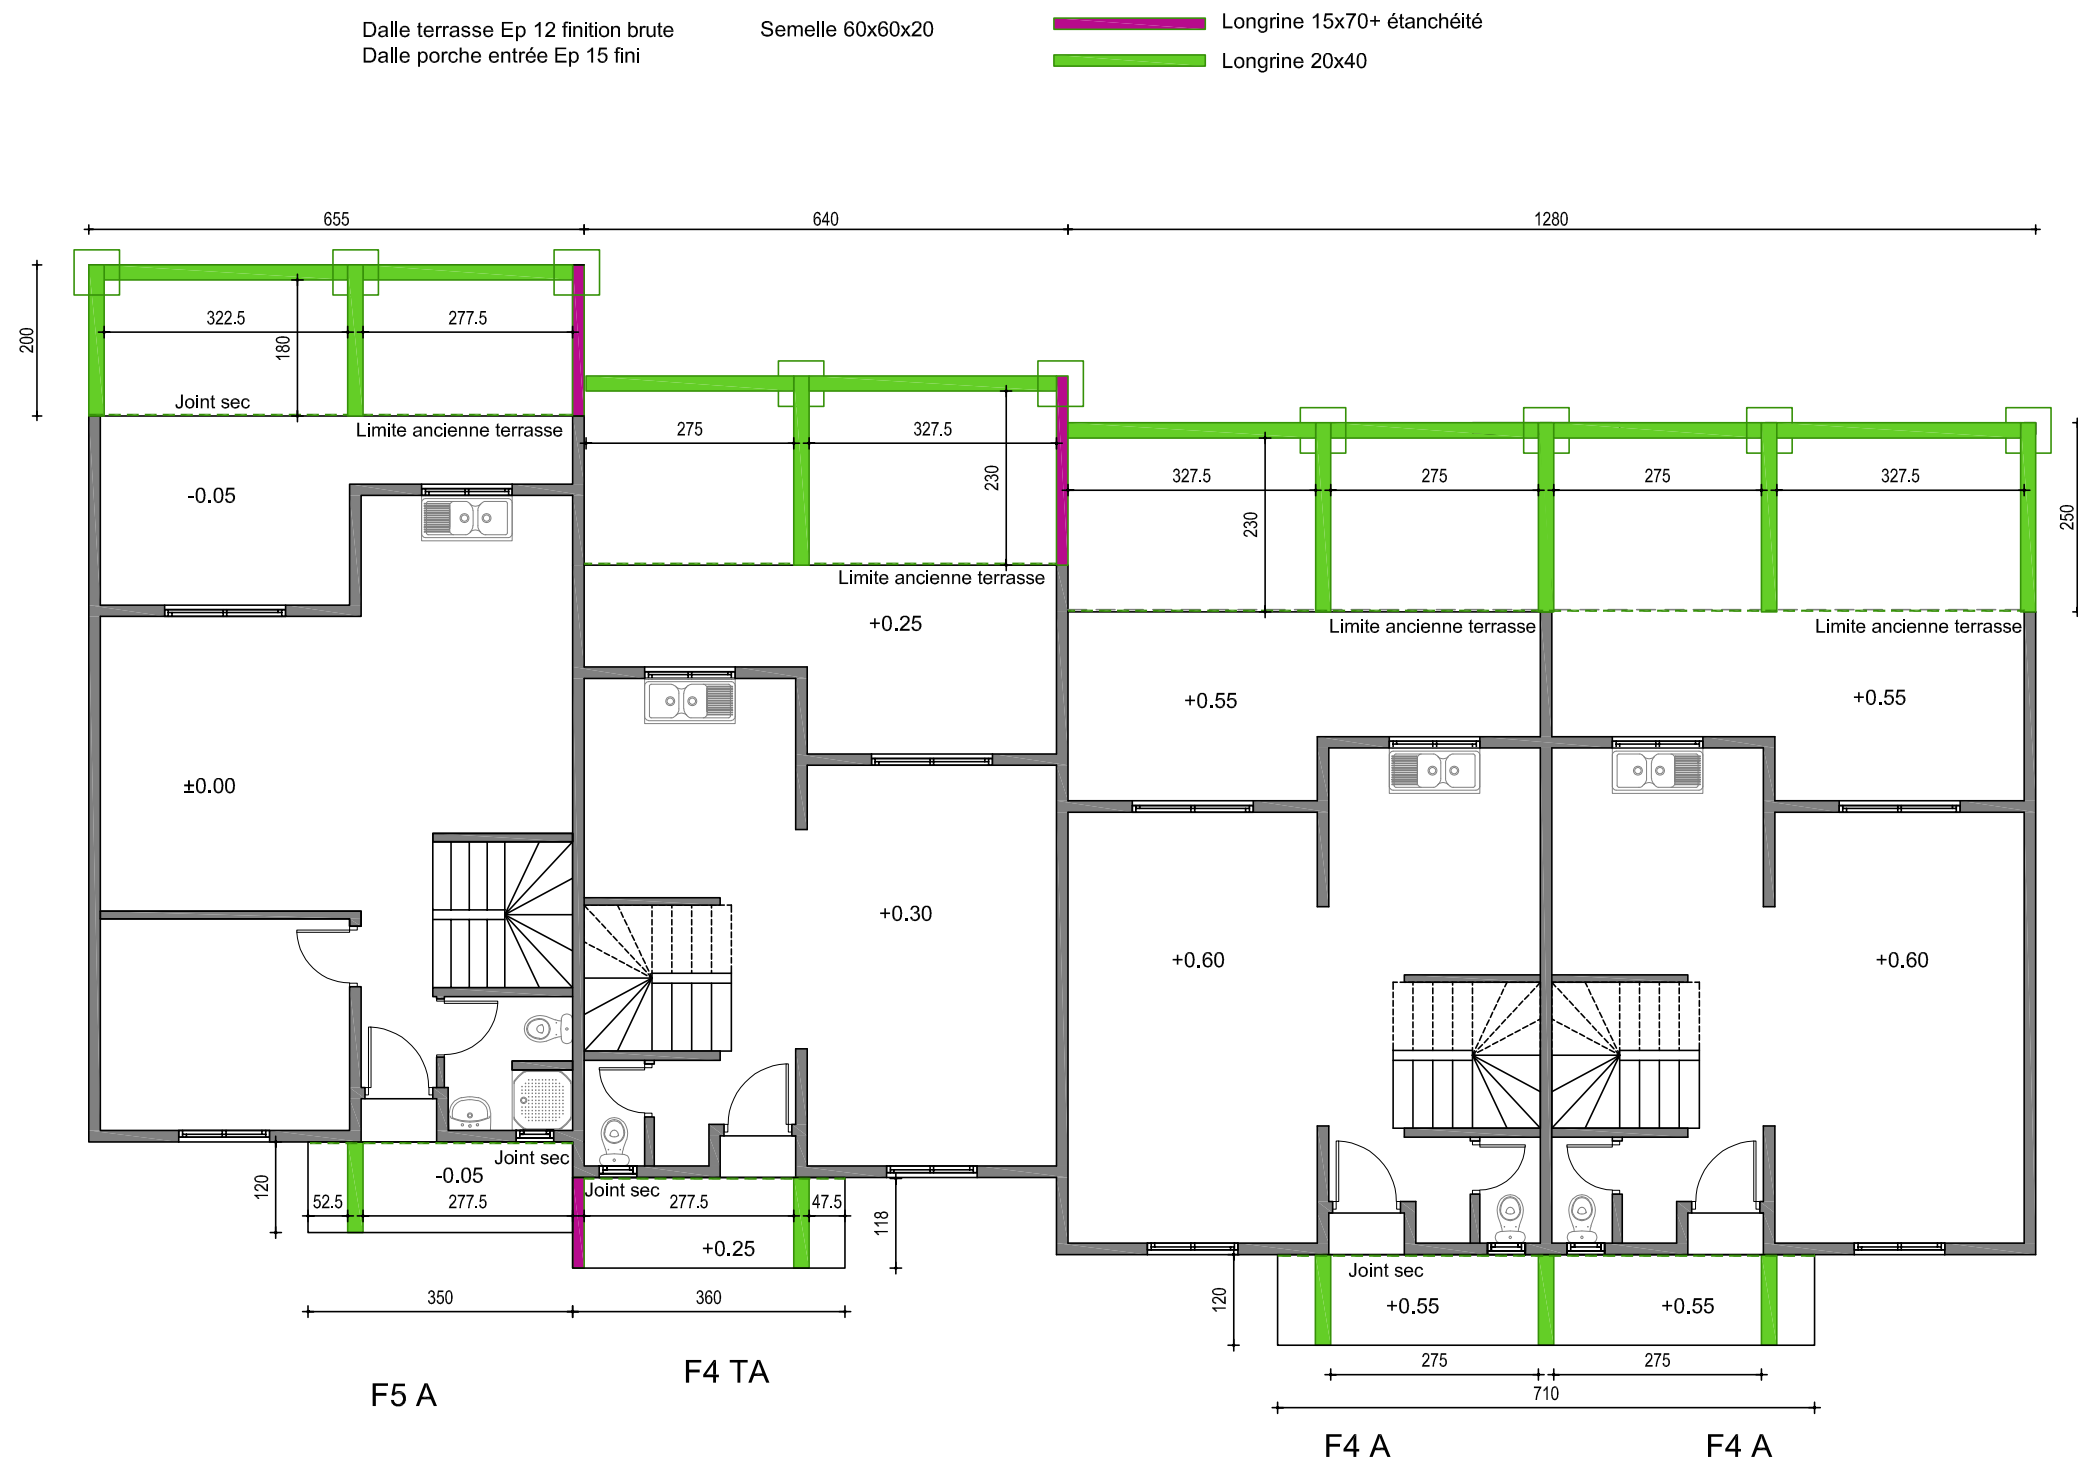 Dalle terrasse Ep 12 finition brute
Dalle porche entrée Ep 15 fini
Semelle 60x60x20
Longrine 15x70+ étanchéité
Longrine 20x40
655
640
1280
200
322.5
180
277.5
Joint sec
Limite ancienne terrasse
275
327.5
230
327.5
275
275
327.5
230
250
-0.05
Limite ancienne terrasse
+0.25
Limite ancienne terrasse
Limite ancienne terrasse
+0.55
+0.55
±0.00
+0.30
+0.60
+0.60
Joint sec
-0.05
120
52.5
277.5
Joint sec
277.5
47.5
118
+0.25
Joint sec
120
+0.55
+0.55
350
360
275
275
710
F5 A
F4 TA
F4 A
F4 A